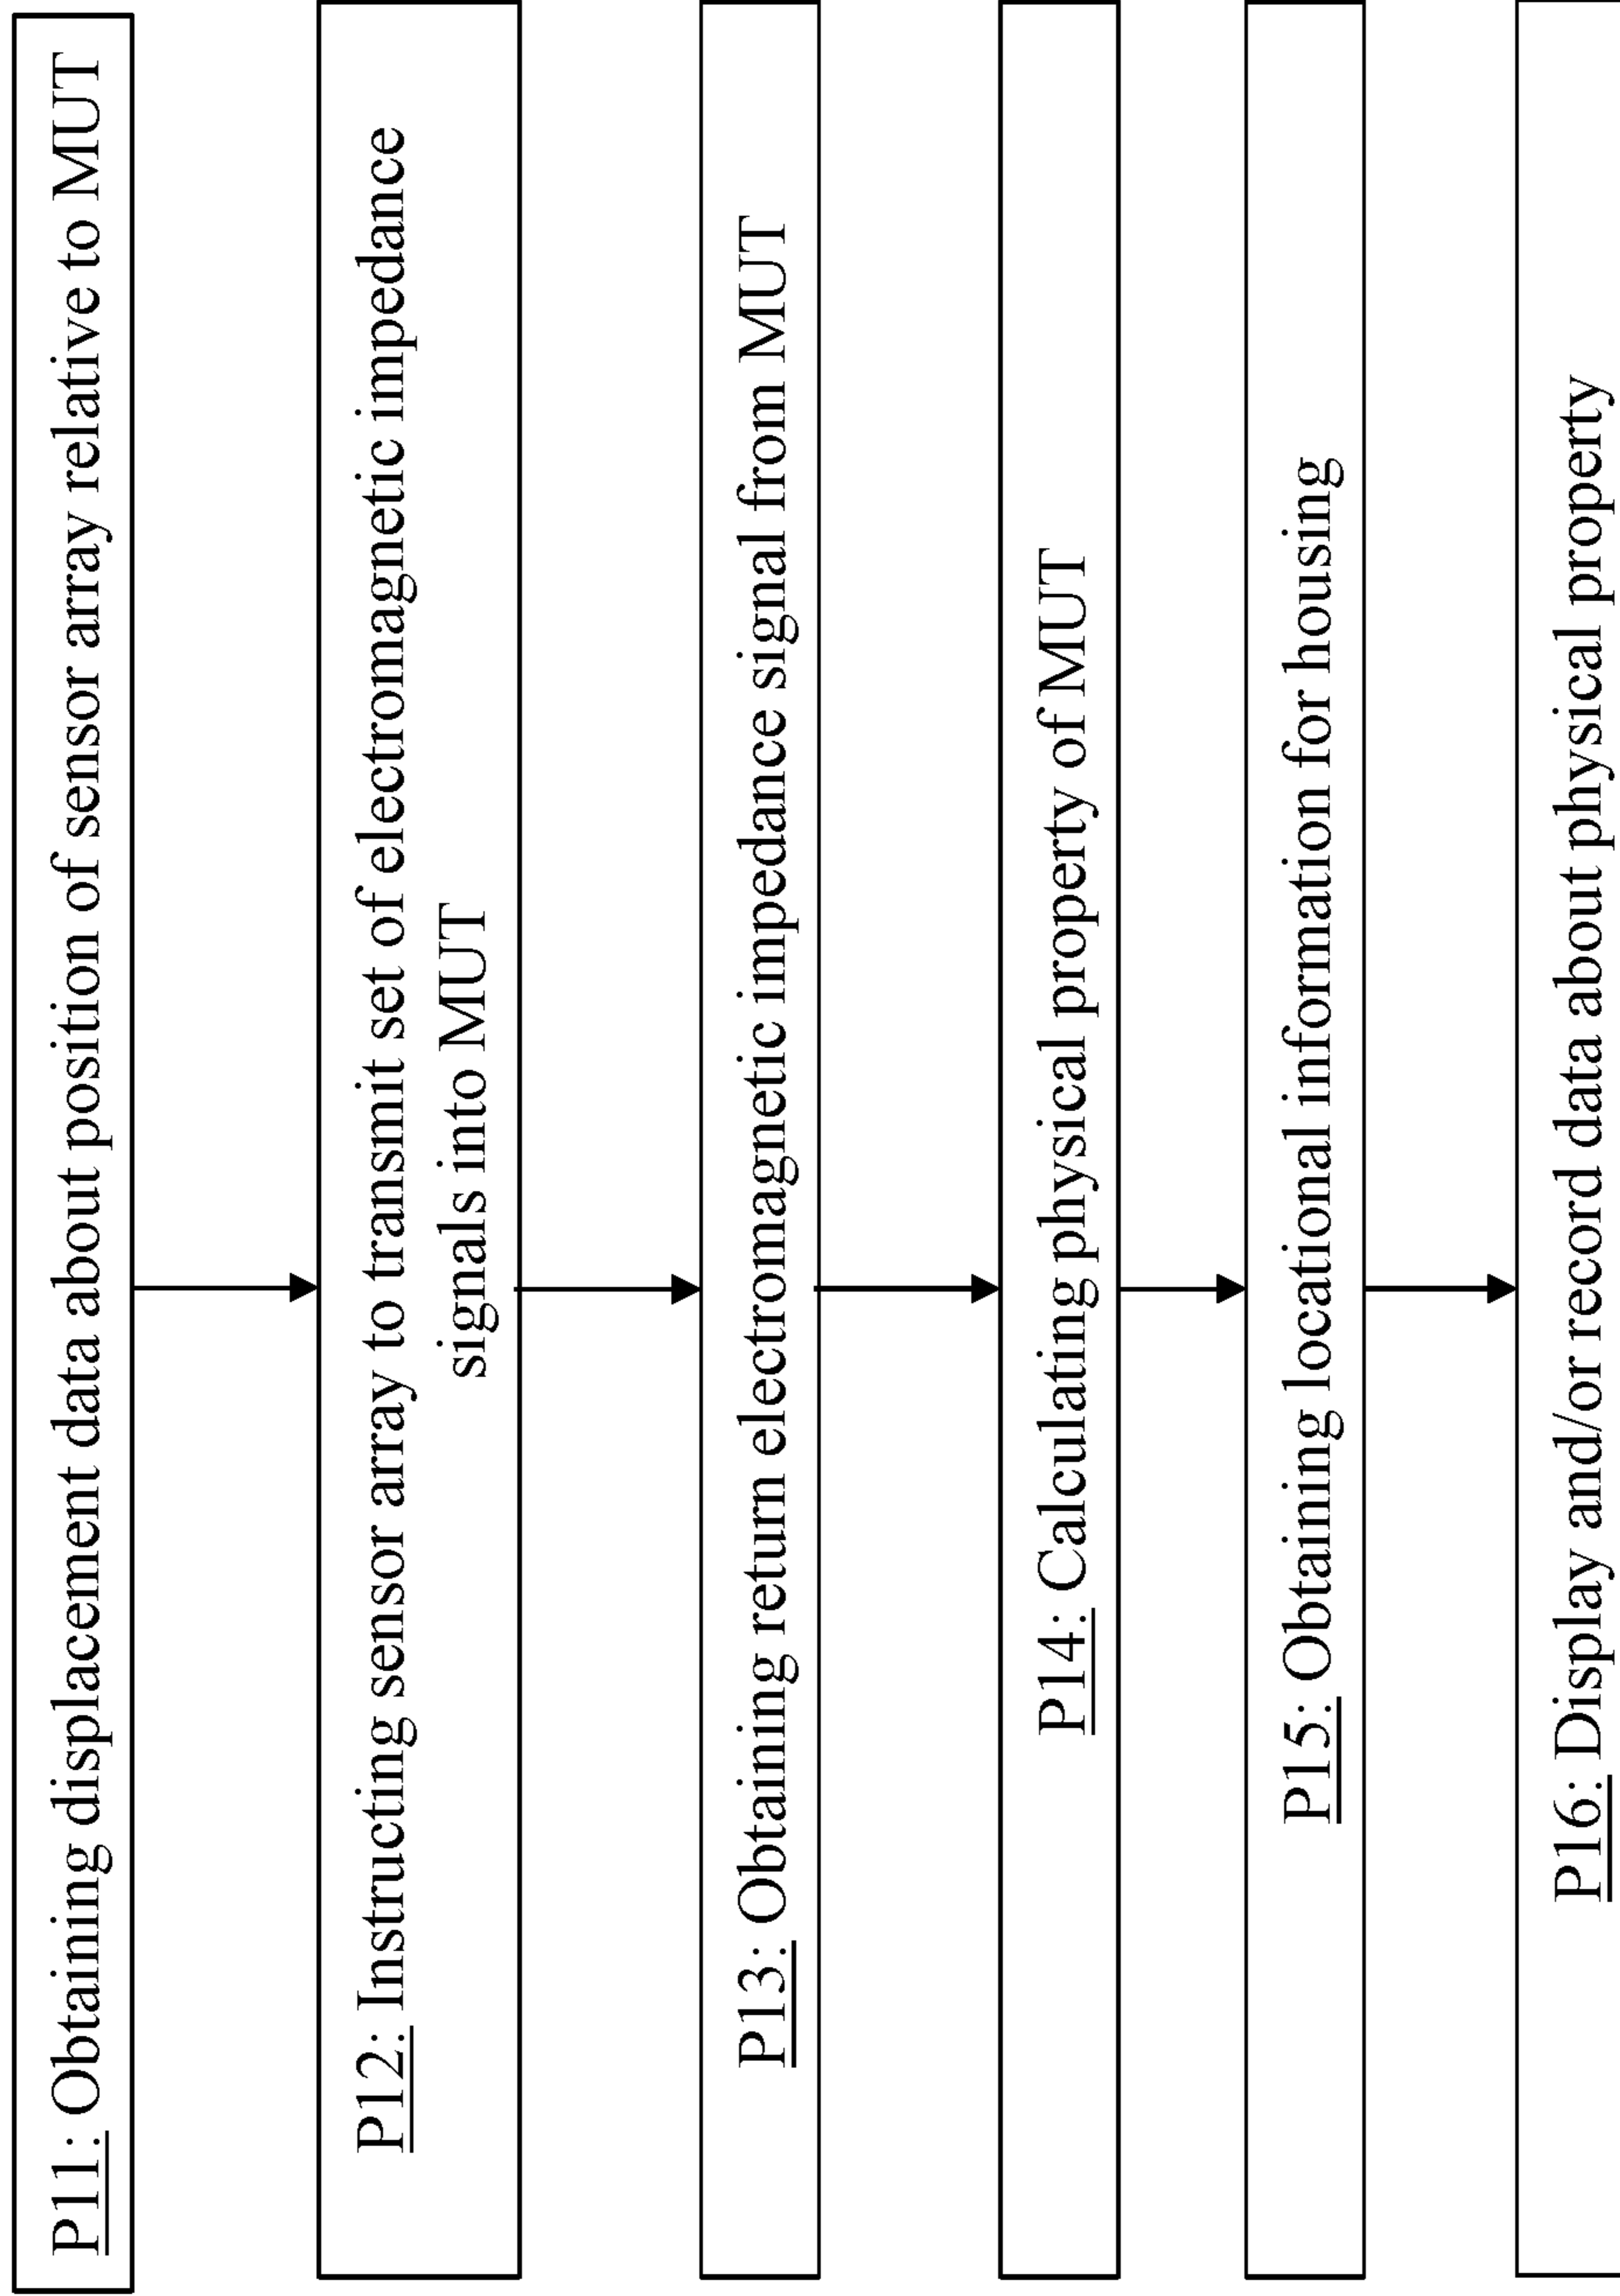 P11: Obtaining displacement data about position of sensor array relative to MUT
P12: Instructing sensor array to transmit set of electromagnetic impedance
signals into MUT
P13: Obtaining return electromagnetic impedance signal from MUT
P14: Calculating physical property of MUT
P15: Obtaining locational information for housing
P16: Display and/or record data about physical property